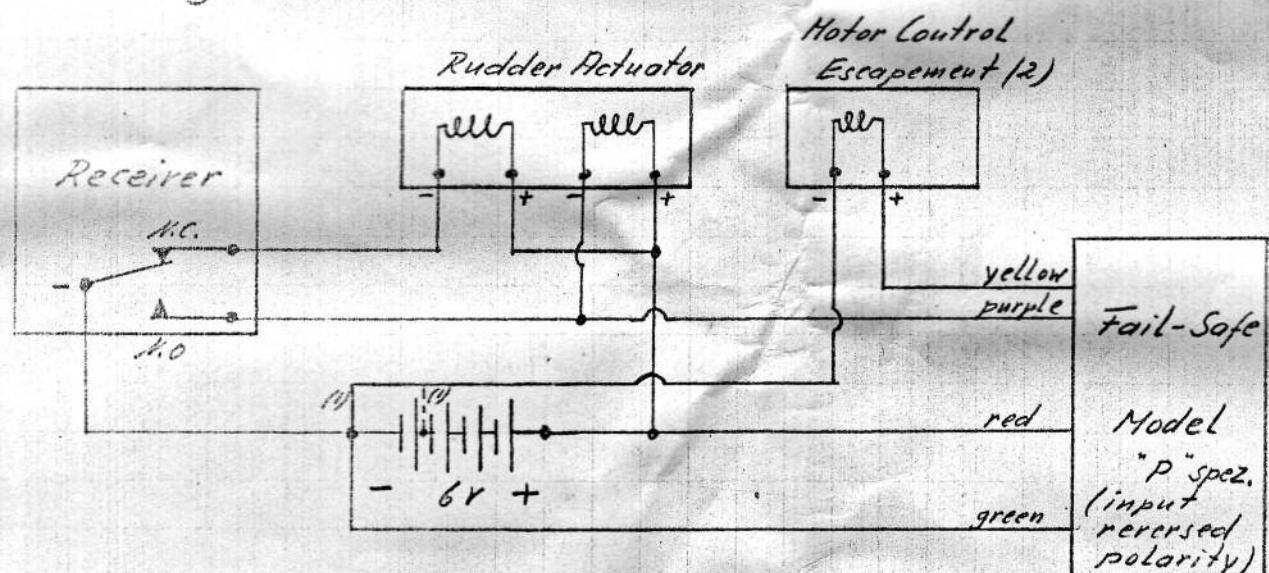 Rudder Actuator
Motor Control
Escapement (2)
Receiver
N.C.
-
N.O
- + - +
- +
yellow
purple
Fail-Safe
(1)
(1)
red
- 6V +
green
Model
"P" spez.
(input
reversed
polarity)